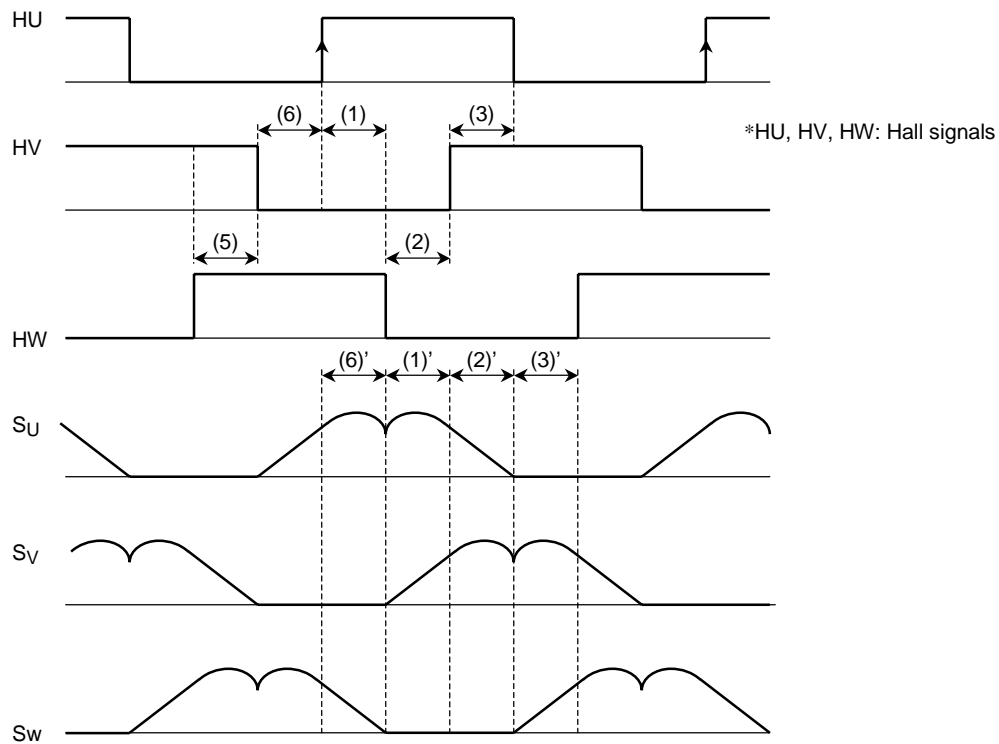 HU
(6) (1) (3)
*HU, HV, HW: Hall signals
HV
(5) (2)
HW
(6)’ (1)’ (2)’ (3)’
SU
SV
Sw